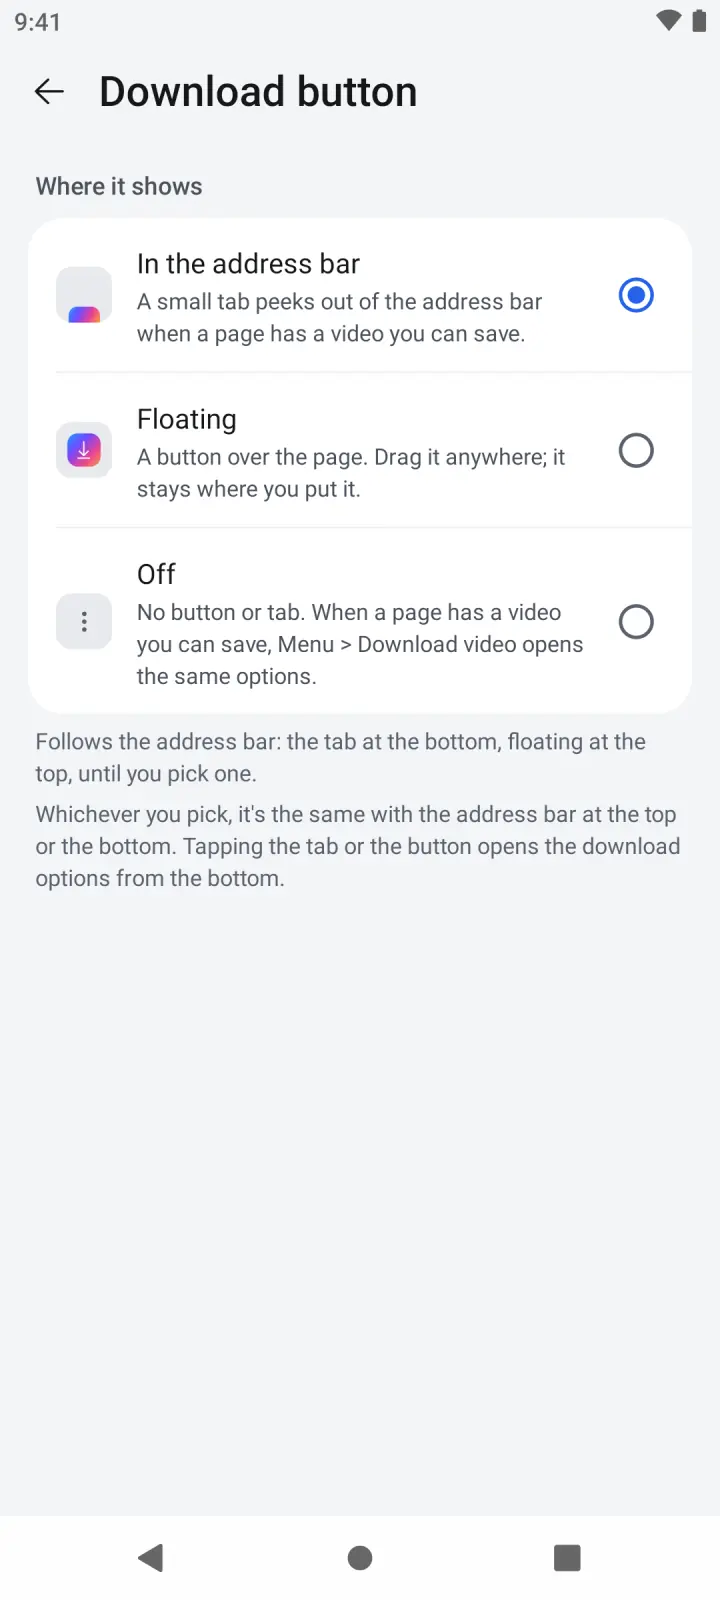 9:41
Download button
Where it shows
In the address bar
A small tab peeks out of the address bar
when a page has a video you can save.
Floating
A button over the page. Drag it anywhere; it
stays where you put it.
Off
No button or tab. When a page has a video
you can save, Menu > Download video opens
the same options.
Follows the address bar: the tab at the bottom, floating at the
top, until you pick one.
Whichever you pick, it's the same with the address bar at the top
or the bottom. Tapping the tab or the button opens the download
options from the bottom.